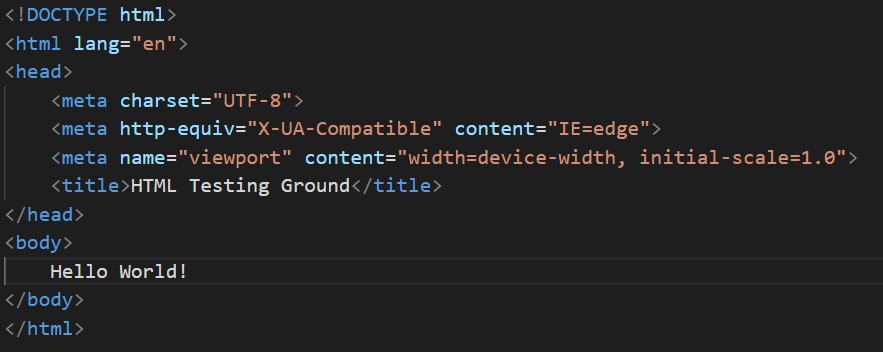 <!DOCTYPE html>
<html lang="en">
<head>
    <meta charset="UTF-8">
    <meta http-equiv="X-UA-Compatible" content="IE=edge">
    <meta name="viewport" content="width=device-width, initial-scale=1.0">
    <title>HTML Testing Ground</title>
</head>
<body>
    Hello World!
</body>
</html>